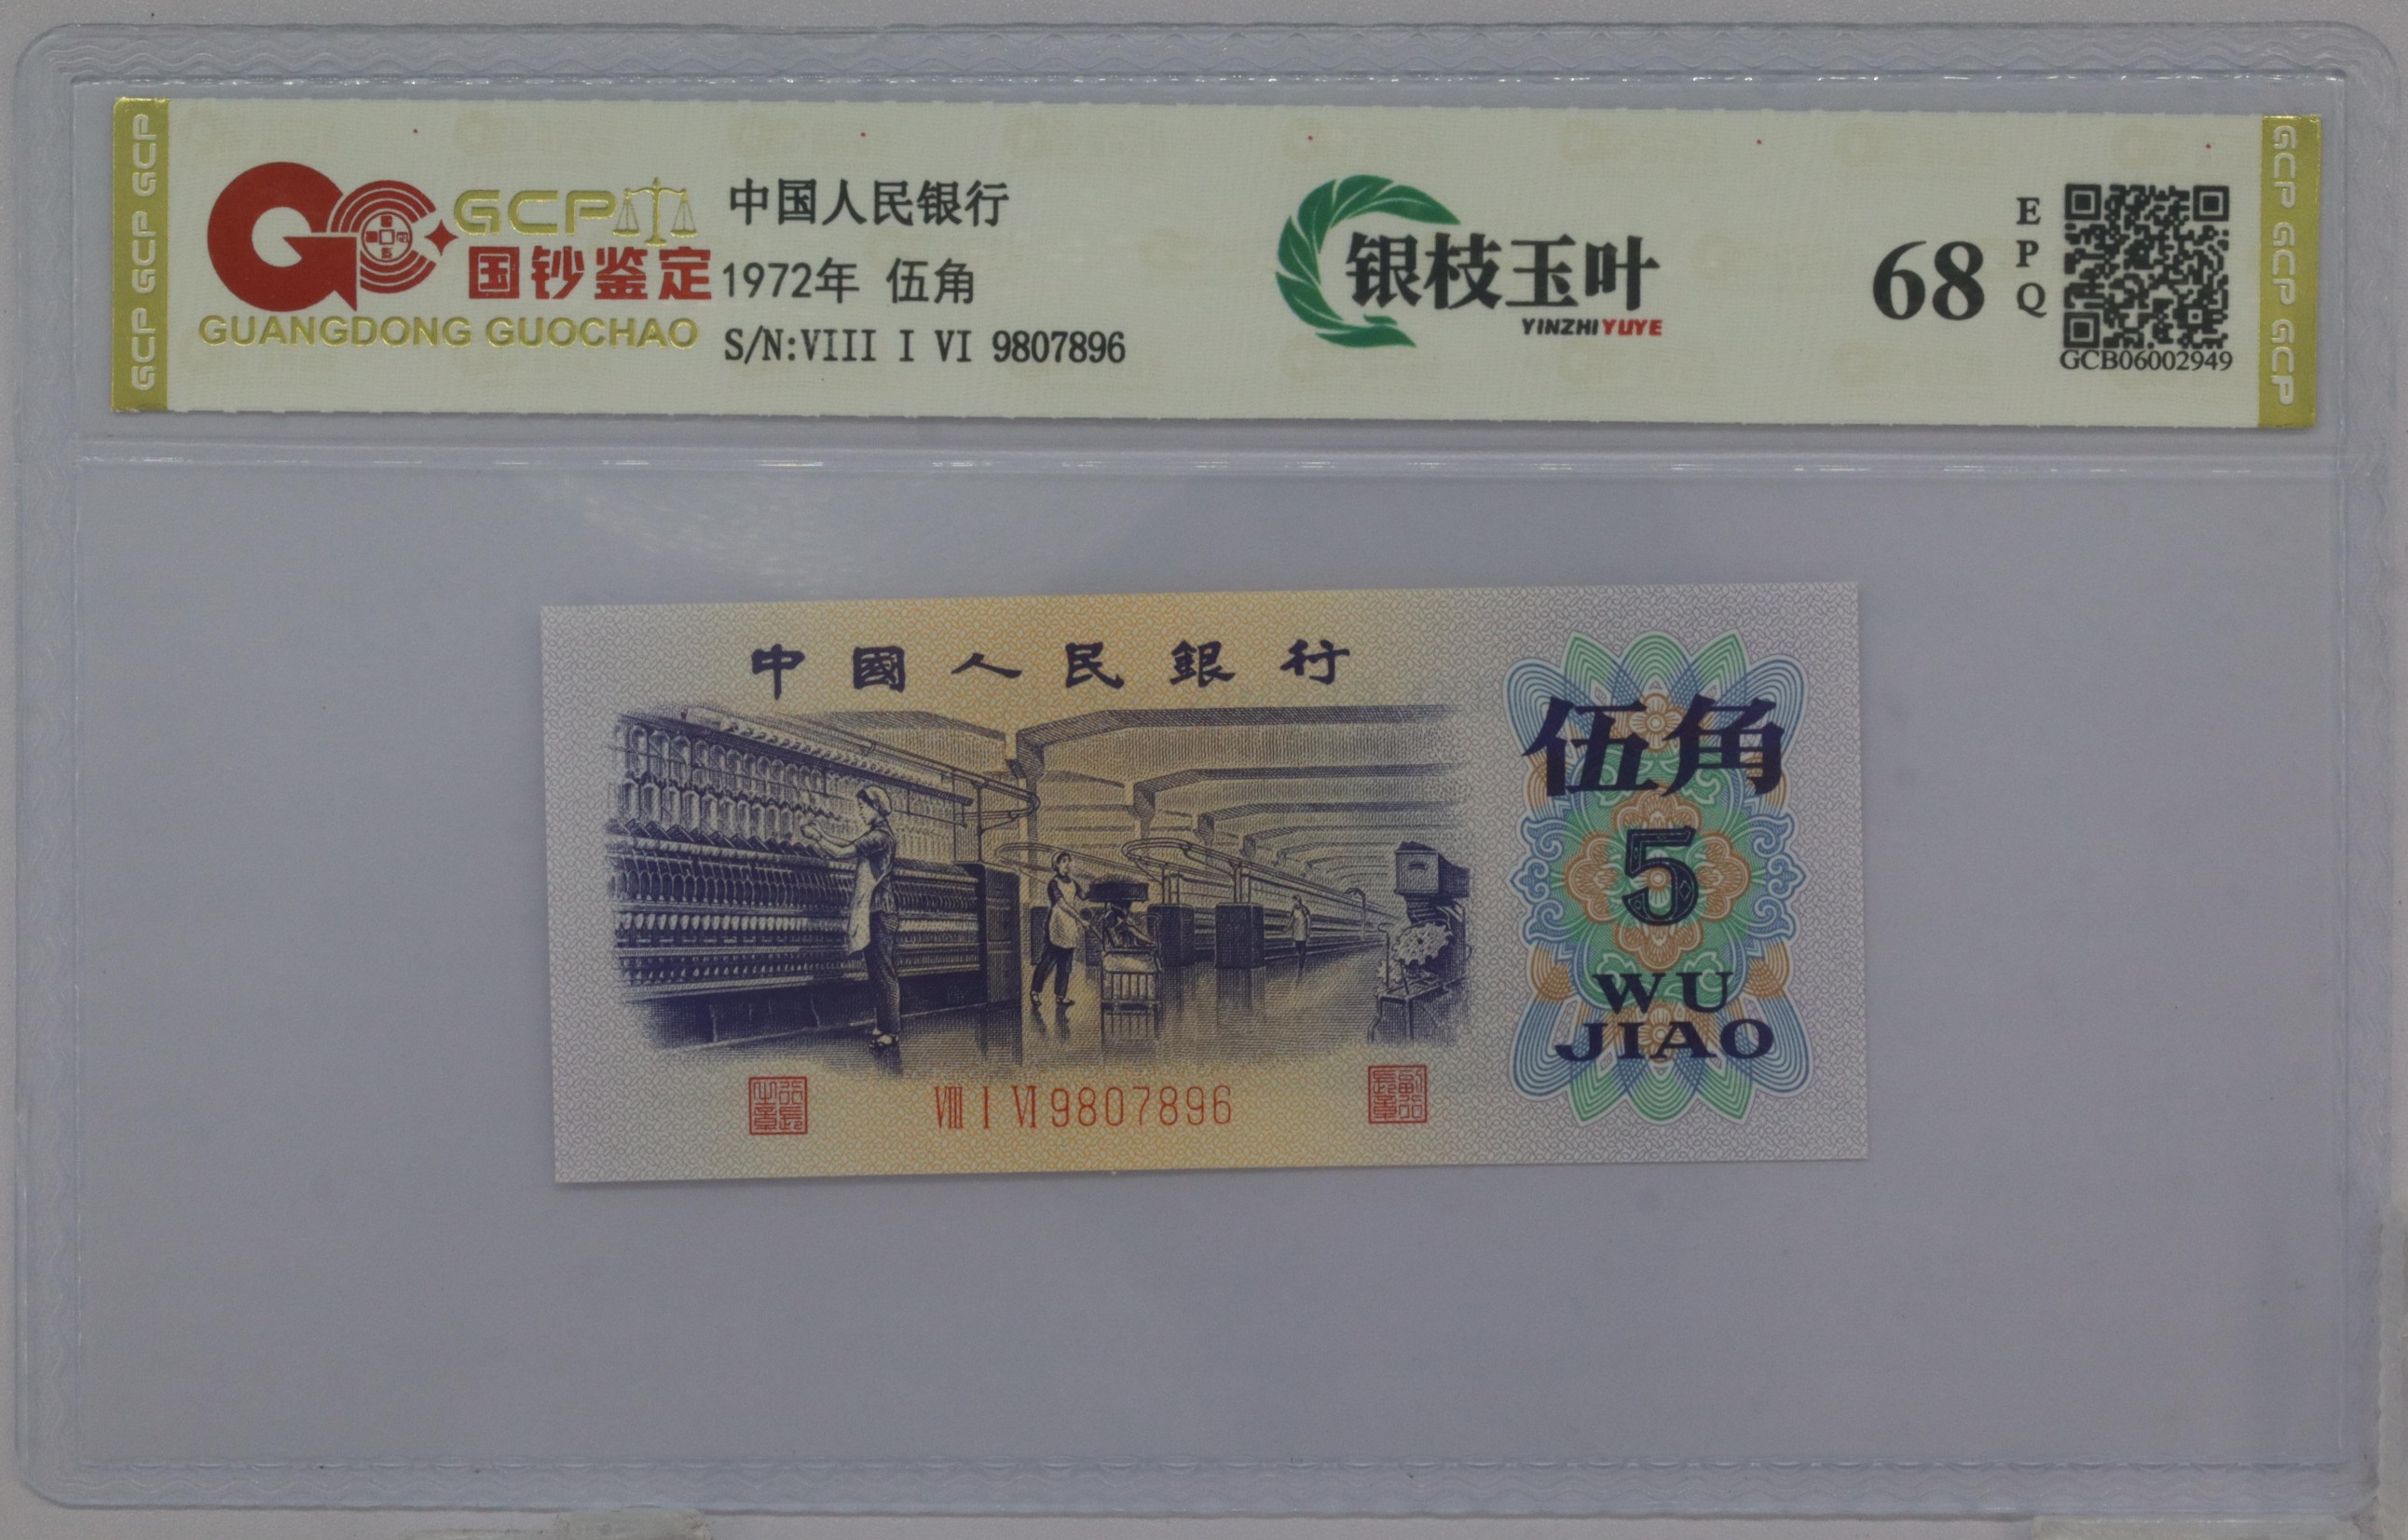 GCP GCP GCP
GCP
国钞鉴定
GUANGDONG GUOCHAO
中国人民银行
1972年 伍角
S/N:VIII I VI 9807896
银枝玉叶
YINZHIYUYE
68
EPQ
GCB06002949
GCP GCP GCP
中國人民銀行
伍角
5
WU
JIAO
VIII I VI 9807896